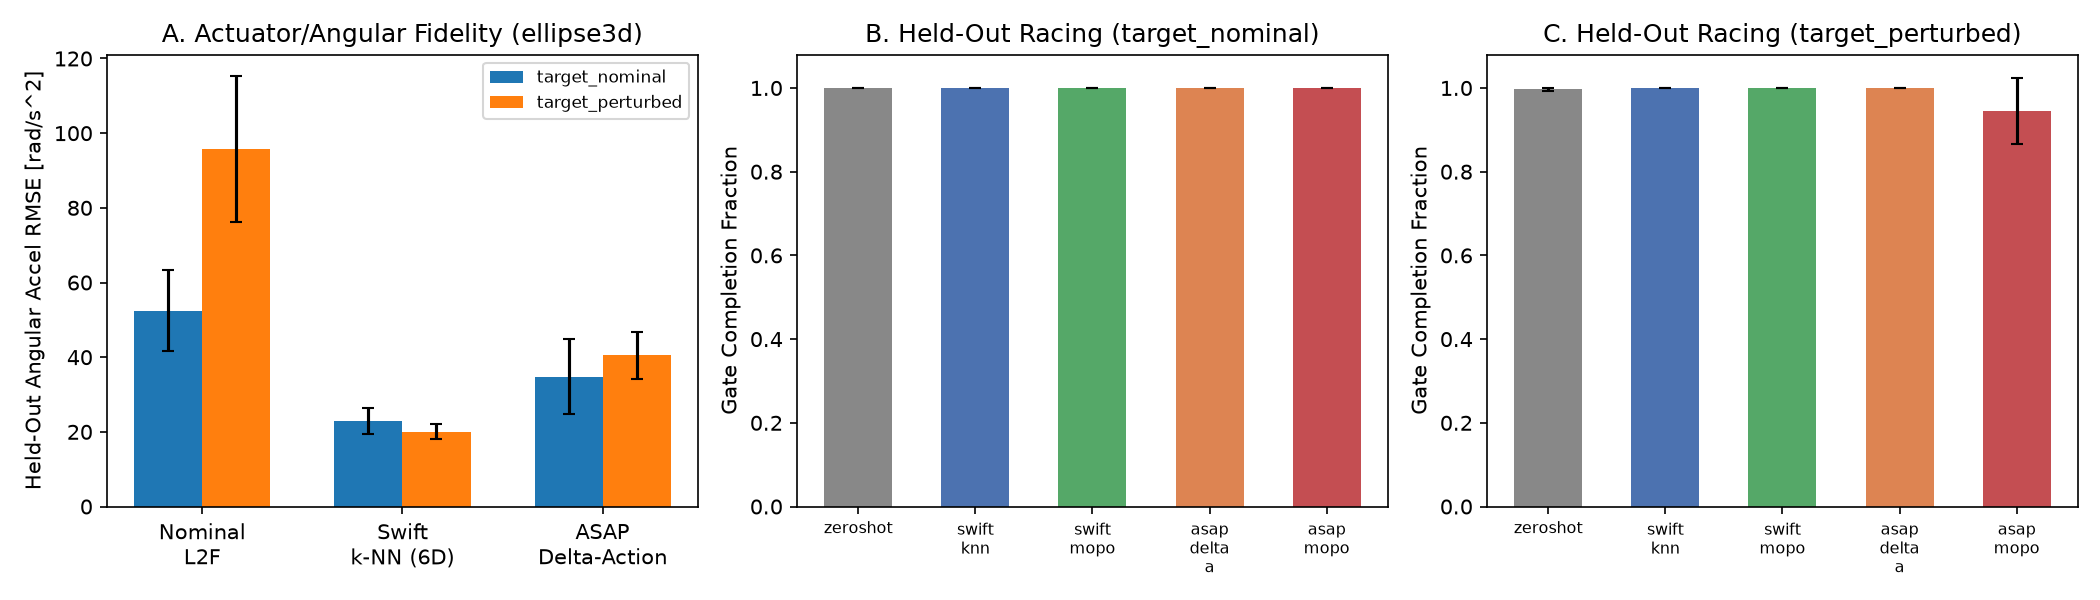 A. Actuator/Angular Fidelity (ellipse3d)
Held-Out Angular Accel RMSE [rad/s^2]
120
100
80
60
40
20
0
target_nominal
target_perturbed
Nominal
L2F
Swift
k-NN (6D)
ASAP
Delta-Action
B. Held-Out Racing (target_nominal)
Gate Completion Fraction
1.0
0.8
0.6
0.4
0.2
0.0
zeroshot
swift
knn
swift
mopo
asap
delta
a
asap
mopo
C. Held-Out Racing (target_perturbed)
Gate Completion Fraction
1.0
0.8
0.6
0.4
0.2
0.0
zeroshot
swift
knn
swift
mopo
asap
delta
a
asap
mopo